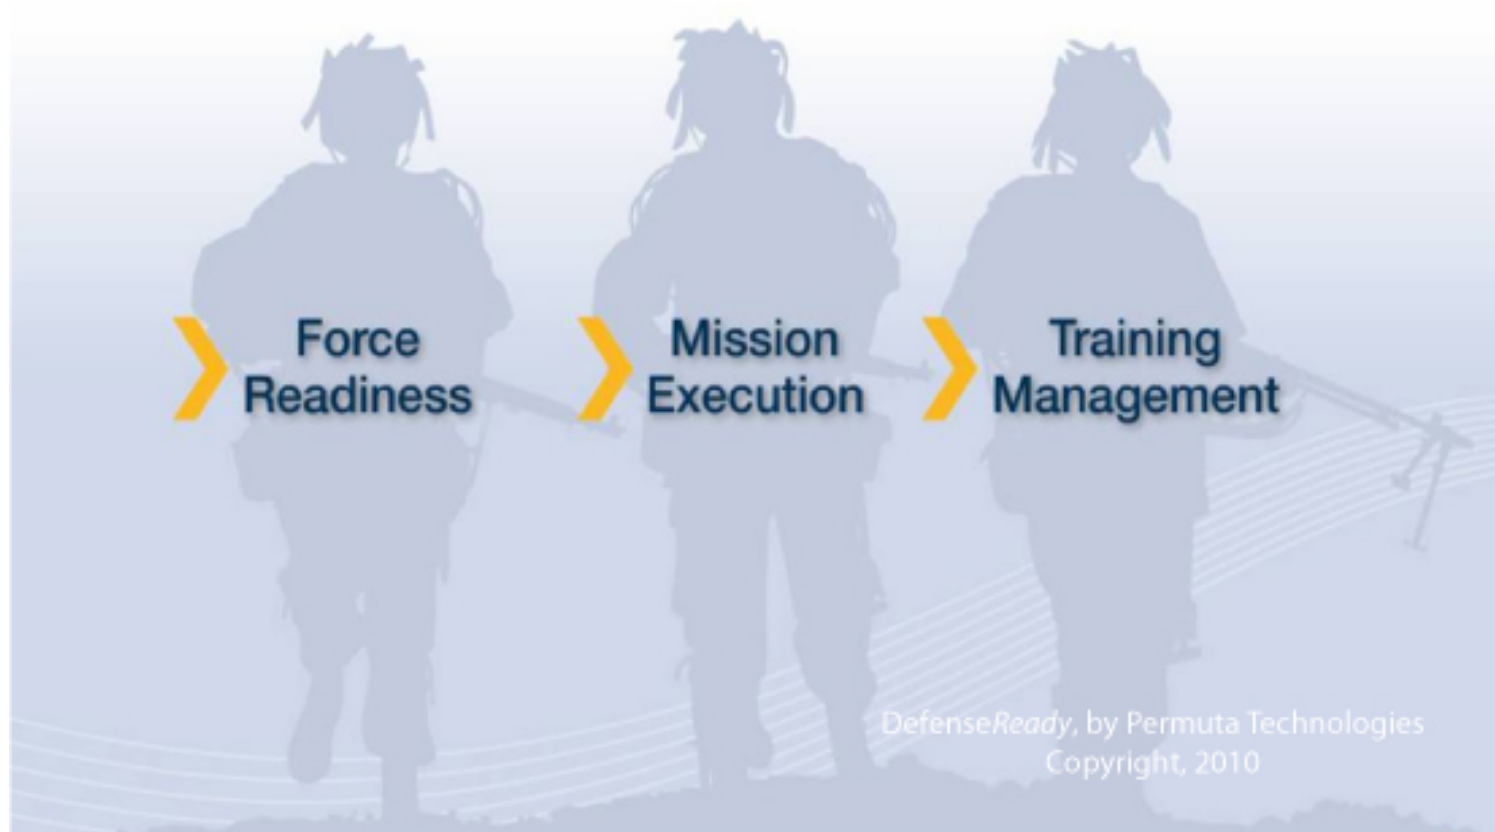 Force
Readiness
Mission
Execution
Training
Management
DefenseReady, by Permuta Technologies
Copyright, 2010